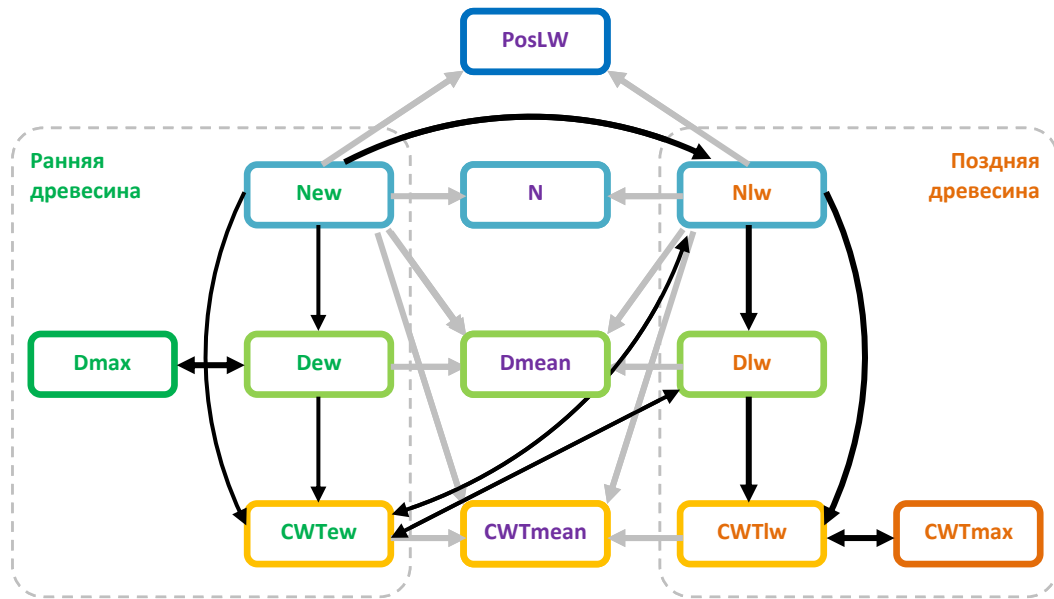 PosLW
Ранняя
древесина
Поздняя
древесина
New
N
Nlw
Dmax
Dew
Dmean
Dlw
CWTew
CWTmean
CWTlw
CWTmax